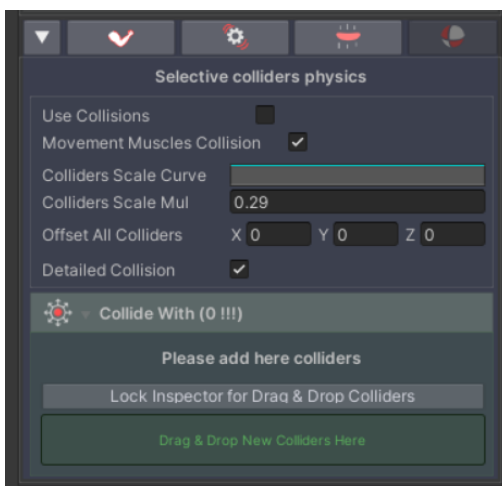 Selective colliders physics
Use Collisions
Movement Muscles Collision
Colliders Scale Curve
Colliders Scale Mul 0.29
Offset All Colliders X 0 Y 0 Z 0
Detailed Collision
Collide With (0 !!!)
Please add here colliders
Lock Inspector for Drag & Drop Colliders
Drag & Drop New Colliders Here